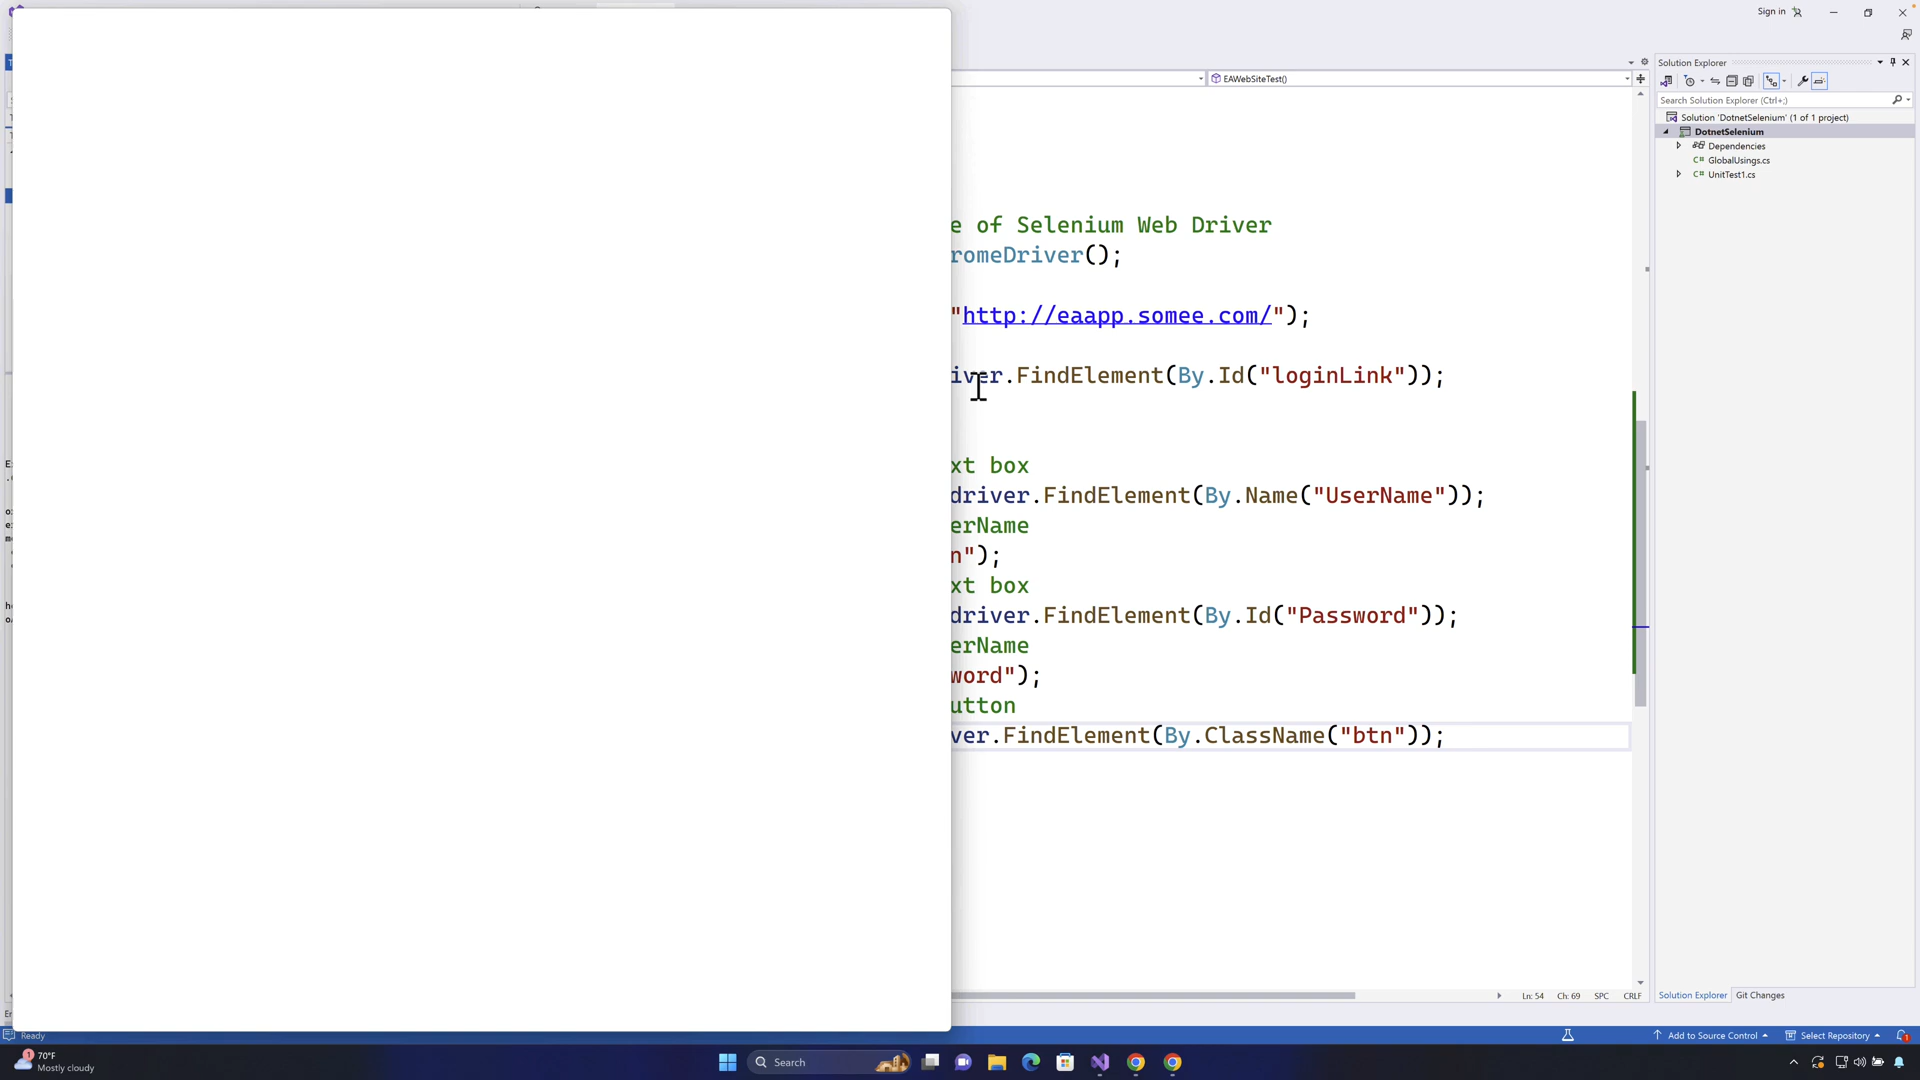 Sign in
EAWebSiteTest()
Solution Explorer
Search Solution Explorer (Ctrl+;)
Solution 'DotnetSelenium' (1 of 1 project)
DotnetSelenium
Dependencies
C# GlobalUsings.cs
C# UnitTest1.cs
e of Selenium Web Driver
romeDriver();
"http://eaapp.somee.com/");
iver.FindElement(By.Id("loginLink"));
xt box
driver.FindElement(By.Name("UserName"));
erName
n");
xt box
driver.FindElement(By.Id("Password"));
erName
word");
utton
ver.FindElement(By.ClassName("btn"));
Ln: 54 Ch: 69 SPC CRLF
Solution Explorer Git Changes
Ready
Add to Source Control Select Repository 1
1 70°F
Mostly cloudy
Search